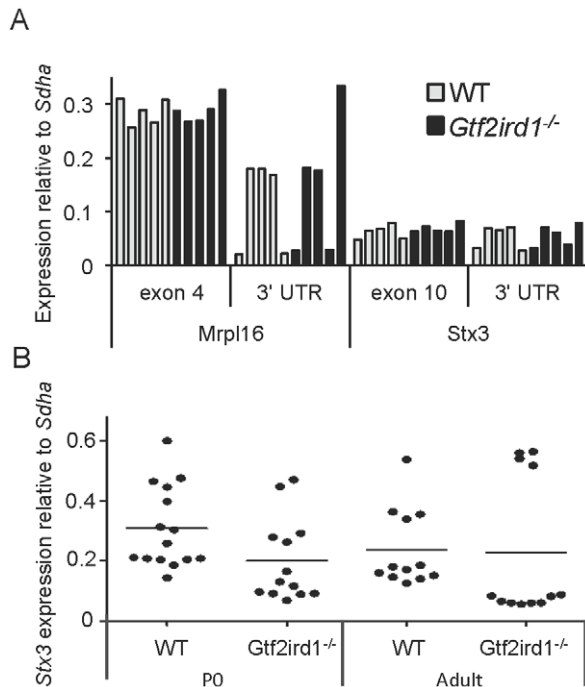 A
Expression relative to Sdha
0.3
0.2
0.1
0
WT
Gtf2ird1-/-
exon 4 3' UTR exon 10 3' UTR
Mrpl16 Stx3
B
Stx3 expression relative to Sdha
0.6
0.4
0.2
0
WT Gtf2ird1-/- WT Gtf2ird1-/-
P0 Adult